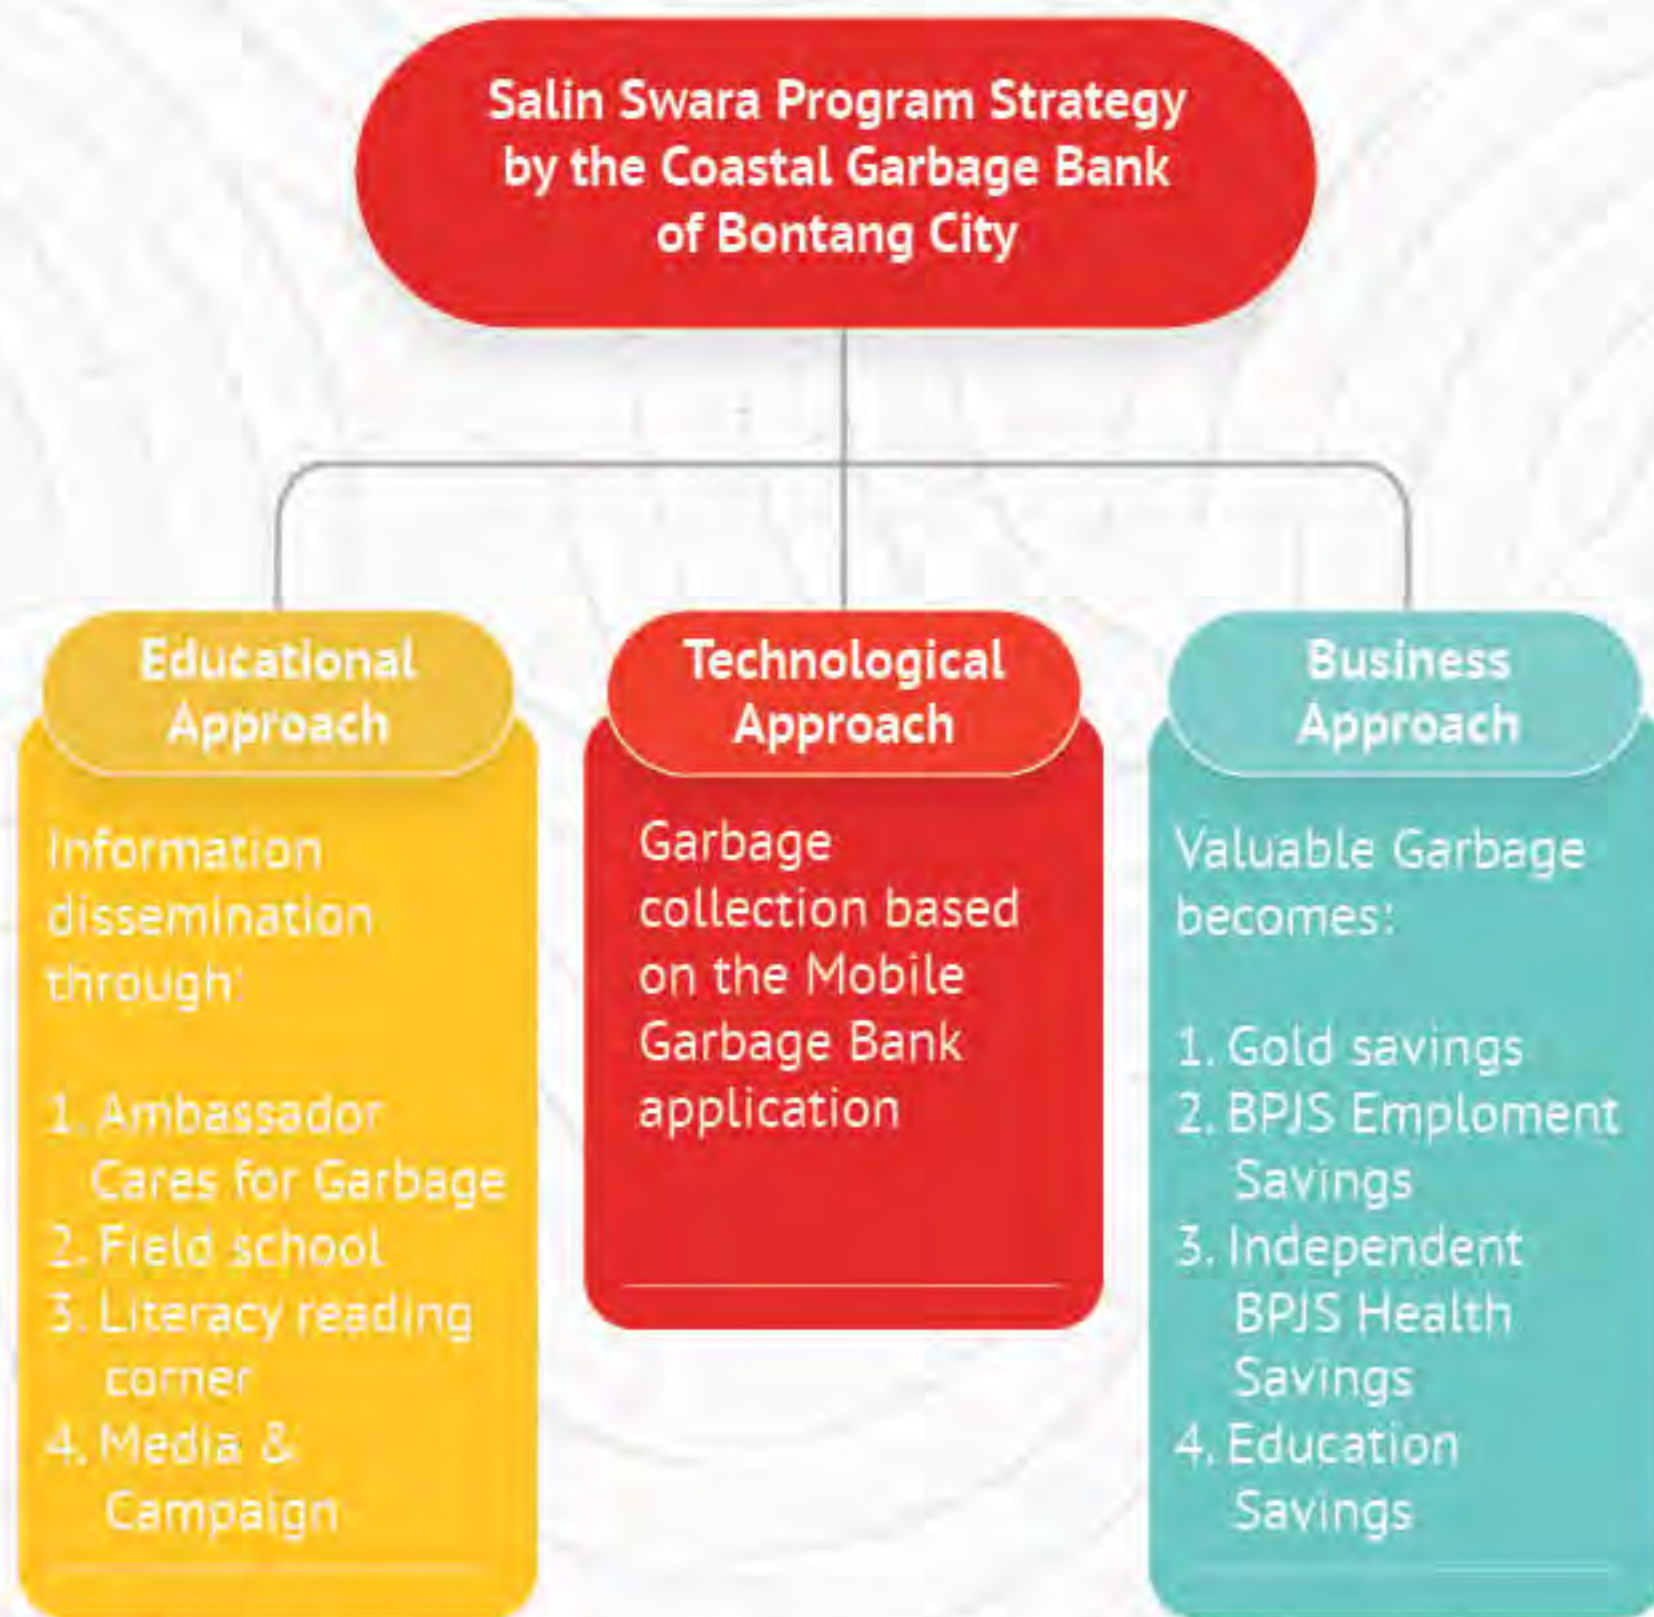 Salin Swara Program Strategy
by the Coastal Garbage Bank
of Bontang City
Educational
Approach
Information
dissemination
through:
1. Ambassador
Cares for Garbage
2. Field school
3. Literacy reading
corner
4. Media &
Campaign
Technological
Approach
Garbage
collection based
on the Mobile
Garbage Bank
application
Business
Approach
Valuable Garbage
becomes:
1. Gold savings
2. BPJS Emploment
Savings
3. Independent
BPJS Health
Savings
4. Education
Savings